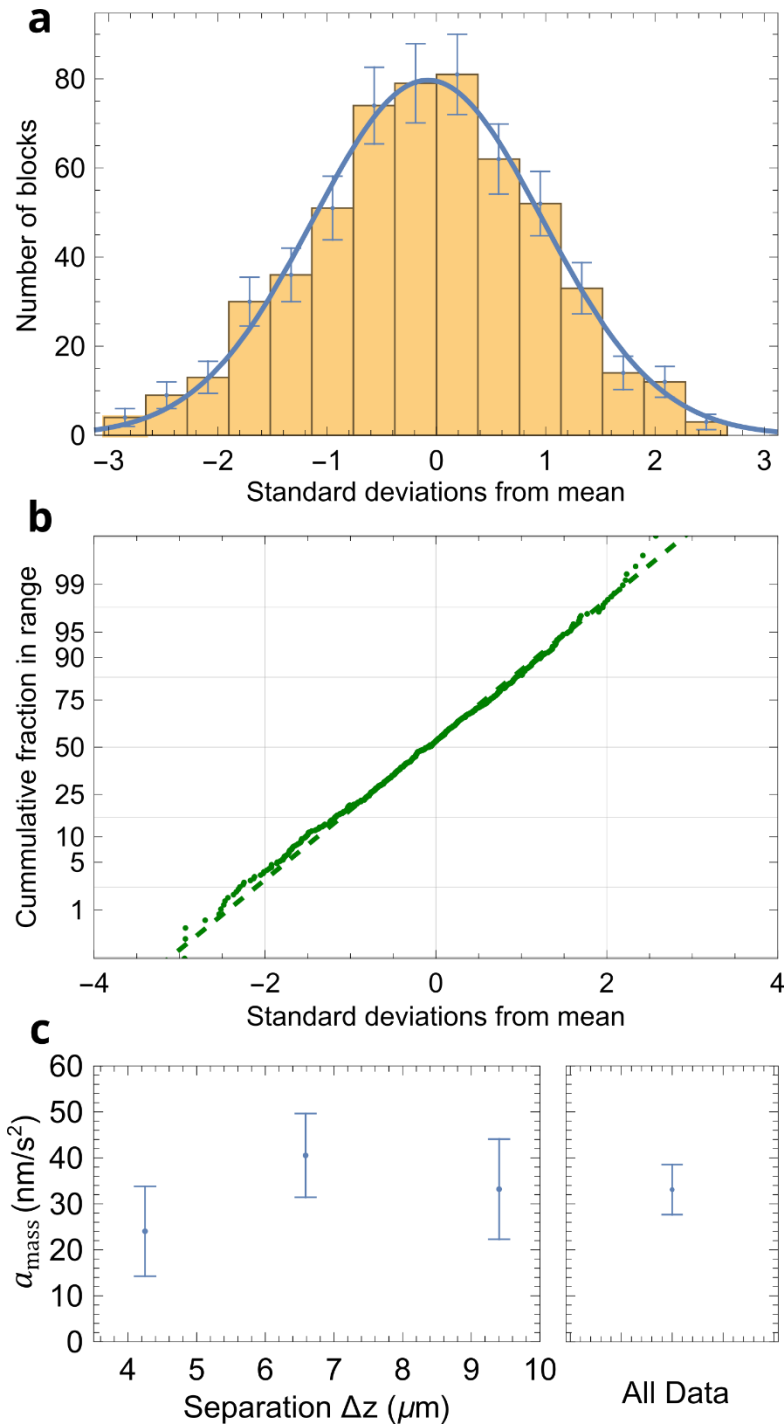 a
Number of blocks
80
60
40
20
0
−3 −2 −1 0 1 2 3
Standard deviations from mean
b
Cummulative fraction in range
99
95
90
75
50
25
10
5
1
−4 −2 0 2 4
Standard deviations from mean
c
a_mass (nm/s²)
60
50
40
30
20
10
0
4 5 6 7 8 9 10
Separation Δz (μm)
All Data